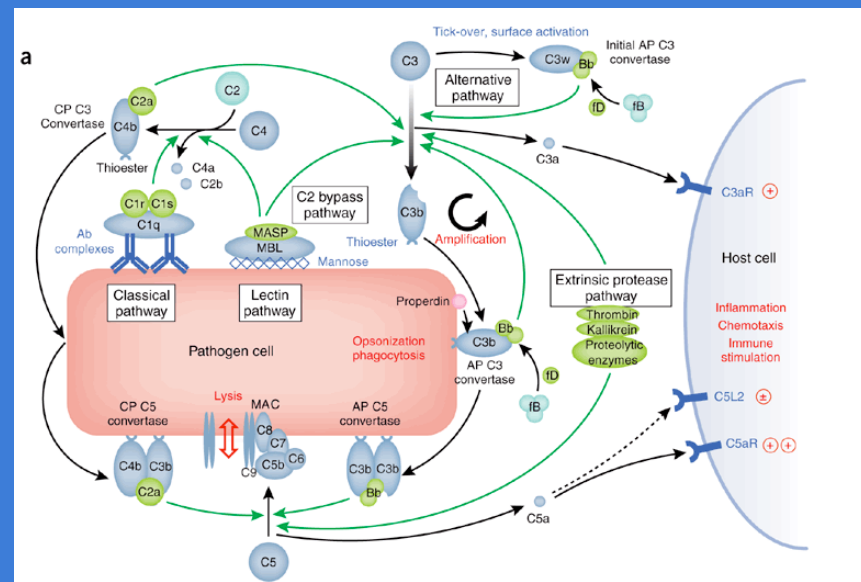 a
Tick-over, surface activation
C3
C3w
Bb
Initial AP C3
convertase
Alternative
pathway
fD
fB
C2a
C2
CP C3
Convertase
C4b
C4
Thioester
C4a
C2b
C3a
C3aR
+
C1r
C1s
C1q
Ab
complexes
C2 bypass
pathway
MASP
MBL
Mannose
C3b
Thioester
Amplification
Host cell
Classical
pathway
Lectin
pathway
Extrinsic protease
pathway
Thrombin
Kallikrein
Proteolytic
enzymes
Inflammation
Chemotaxis
Immune
stimulation
Properdin
Pathogen cell
Opsonization
phagocytosis
C3b
Bb
AP C3
convertase
fD
fB
Lysis
CP C5
convertase
MAC
AP C5
convertase
C5L2
±
C5aR
+ +
C4b
C3b
C2a
C8
C7
C6
C5b
C9
C3b
C3b
Bb
C5a
C5